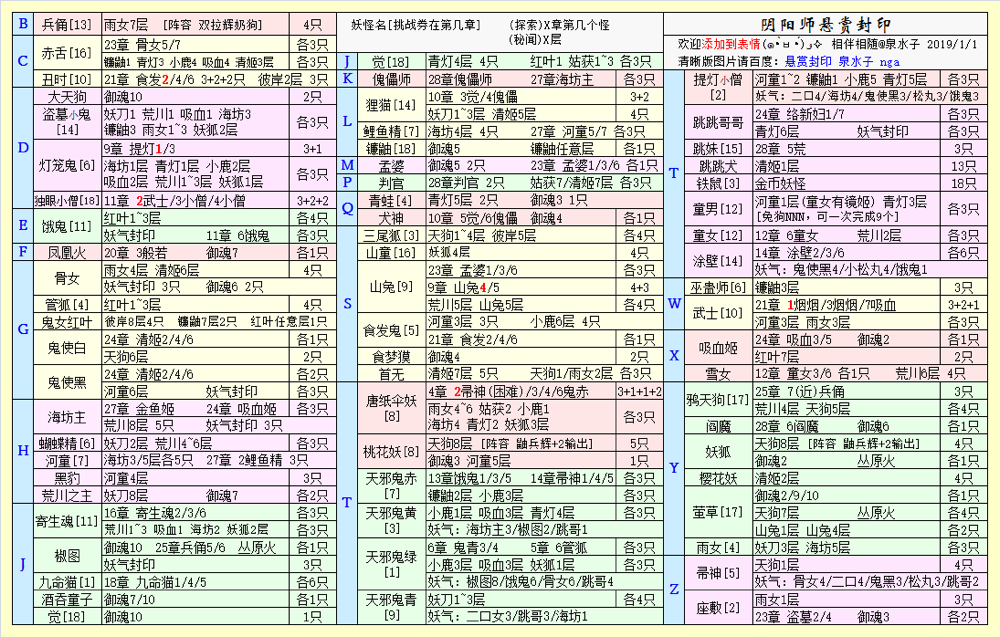 B 兵俑[13] 雨女7层 [阵容 双拉辉奶狗] 4只
C 赤舌[16] 23章 骨女5/7 各3只
镰鼬1 青灯3 小鹿4 吸血4 清姬3层 各3只
丑时[10] 21章 食发2/4/6 3+2+2只 彼岸2层 3只
D 大天狗 御魂10 2只
盗墓小鬼[14] 妖刀1 荒川1 吸血1 海坊3 镰鼬3 雨女1~3 妖狐2层 各3只
灯笼鬼[6] 9章 提灯1/3 3+1
海坊1层 青灯1层 小鹿2层 吸血2层 荒川1~3层 妖狐1层 各3只
独眼小僧[18] 11章 2武士/3小僧/4小僧 3+2+2
E 饿鬼[11] 红叶1~3层 各4只
妖气封印 11章 6饿鬼 各3只
F 凤凰火 20章 3般若 御魂7 各1只
G 骨女 雨女4层 清姬6层 4只
妖气封印 3只 御魂6 2只
管狐[4] 红叶1~3层 4只
鬼女红叶 彼岸8层4只 镰鼬7层2只 红叶任意层1只
鬼使白 24章 清姬2/4/6 各1只
天狗6层 2只
鬼使黑 24章 清姬2/4/6 各2只
河童6层 妖气封印 各3只
H 海坊主 27章 金鱼姬 24章 吸血姬 各3只
荒川8层 5只 妖气封印 3只
蝴蝶精[6] 妖刀2层 荒川4~6层 各3只
河童[7] 海坊3/5层各5只 27章 2鲤鱼精 3只
黑豹 河童4层 3只
荒川之主 妖刀8层 御魂7 各2只
J 寄生魂[11] 16章 寄生魂2/3/6 各3只
荒川1~3 吸血1 海坊2 妖狐2层 各3只
椒图 御魂10 25章兵俑5/6 丛原火 各1只
妖气封印 3只
九命猫[1] 18章 九命猫1/4/5 各6只
酒吞童子 御魂7/10 各1只
觉[18] 御魂10 1只
妖怪名[挑战券在第几章] (探索)X章第几个怪
(秘闻)X层
J 觉[18] 青灯4层 4只 红叶1 姑获1~3 各3只
K 傀儡师 28章傀儡师 27章海坊主 各3只
L 狸猫[14] 10章 3觉/4傀儡 3+2
妖刀1~3层 清姬5层 4只
鲤鱼精[7] 海坊4层 4只 27章 河童5/7 各3只
镰鼬[18] 御魂5 镰鼬任意层 各1只
M 孟婆 御魂5 2只 23章 孟婆1/3/6 各1只
P 判官 28章判官 2只 姑获7/清姬7层 各3只
Q 青蛙[4] 青灯5层 2只 御魂3 1只
犬神 10章 5觉/6傀儡 御魂4 各1只
S 三尾狐[3] 天狗1~4层 彼岸5层 各4只
山童[16] 妖狐4层 4只
山兔[9] 23章 孟婆1/3/6 各3只
9章 山兔4/5 4+3
荒川5层 山兔5层 各4只
食发鬼[5] 河童3层 3只 小鹿6层 4只
21章 食发2/4/6 各1只
食梦獏 御魂4 2只
首无 清姬7层 5只 天狗1/雨女2层 各3只
T 唐纸伞妖[8] 4章 2帚神(困难)/3/4/6鬼赤 3+1+1+2
雨女4~6 姑获2 小鹿1 海坊4 青灯2 妖狐3层 各3只
桃花妖[8] 天狗8层 [阵容 鼬兵辉+2输出] 5只
御魂3 河童5层 1只
天邪鬼赤[7] 13章饿鬼1/3/5 14章帚神1/4/5 各3只
镰鼬2层 小鹿3层 各3只
天邪鬼黄[3] 小鹿1层 吸血3层 青灯4层 各3只
妖气：海坊主3/椒图2/跳哥1
天邪鬼绿[1] 6章 鬼青3/4 5章 6管狐 各3只
小鹿3层 吸血3层 妖狐1层 各3只
妖气：椒图8/饿鬼6/骨女6/跳哥4
天邪鬼青[9] 妖刀1~3层 各4只
妖气：二口女3/跳哥3/海坊1
阴阳师悬赏封印
欢迎添加到表情(๑•̀ㅂ•́)و✧ 相伴相随@泉水子 2019/1/1
清晰版图片请百度：悬赏封印 泉水子 nga
T 提灯小僧[2] 河童1~2 镰鼬1 小鹿5 青灯5层 各3只
妖气：二口4/海坊4/鬼使黑3/松丸3/饿鬼3
跳跳哥哥 24章 络新妇1/7 各3只
青灯6层 妖气封印 各3只
跳妹[15] 28章 5荒 3只
跳跳犬 清姬1层 13只
铁鼠[3] 金币妖怪 18只
童男[12] 河童1层(童女有镜姬) 青灯3层 [兔狗NNN，可一次完成9个] 各3只
童女[12] 12章 6童女 荒川2层 各3只
涂壁[14] 14章 涂壁2/3/6 各6只
妖气：鬼使黑4/小松丸4/饿鬼1
W 巫蛊师[6] 镰鼬3层 3只
武士[10] 21章 1烟烟/3烟烟/7吸血 3+2+1
河童3层 雨女3层 各3只
X 吸血姬 24章 吸血3/5 御魂2 各1只
红叶7层 2只
雪女 12章 童女3/6 各1只 荒川6层 4只
Y 鸦天狗[17] 25章 7(近)兵俑 3只
荒川4层 天狗5层 各4只
阎魔 28章 6阎魔 御魂6 各2只
妖狐 天狗8层 [阵容 鼬兵辉+2输出] 4只
御魂2 丛原火 各1只
樱花妖 清姬2层 4只
萤草[17] 御魂2/9/10 各1只
天狗7层 丛原火 各4只
山兔1层 山兔4层 各2只
雨女[4] 妖刀3层 海坊5层 各3只
Z 帚神[5] 天狗1层 4只
妖气：骨女4/二口4/鬼黑3/松丸3/跳哥2
座敷[2] 雨女1层 3只
23章 盗墓2/4 御魂3 各2只